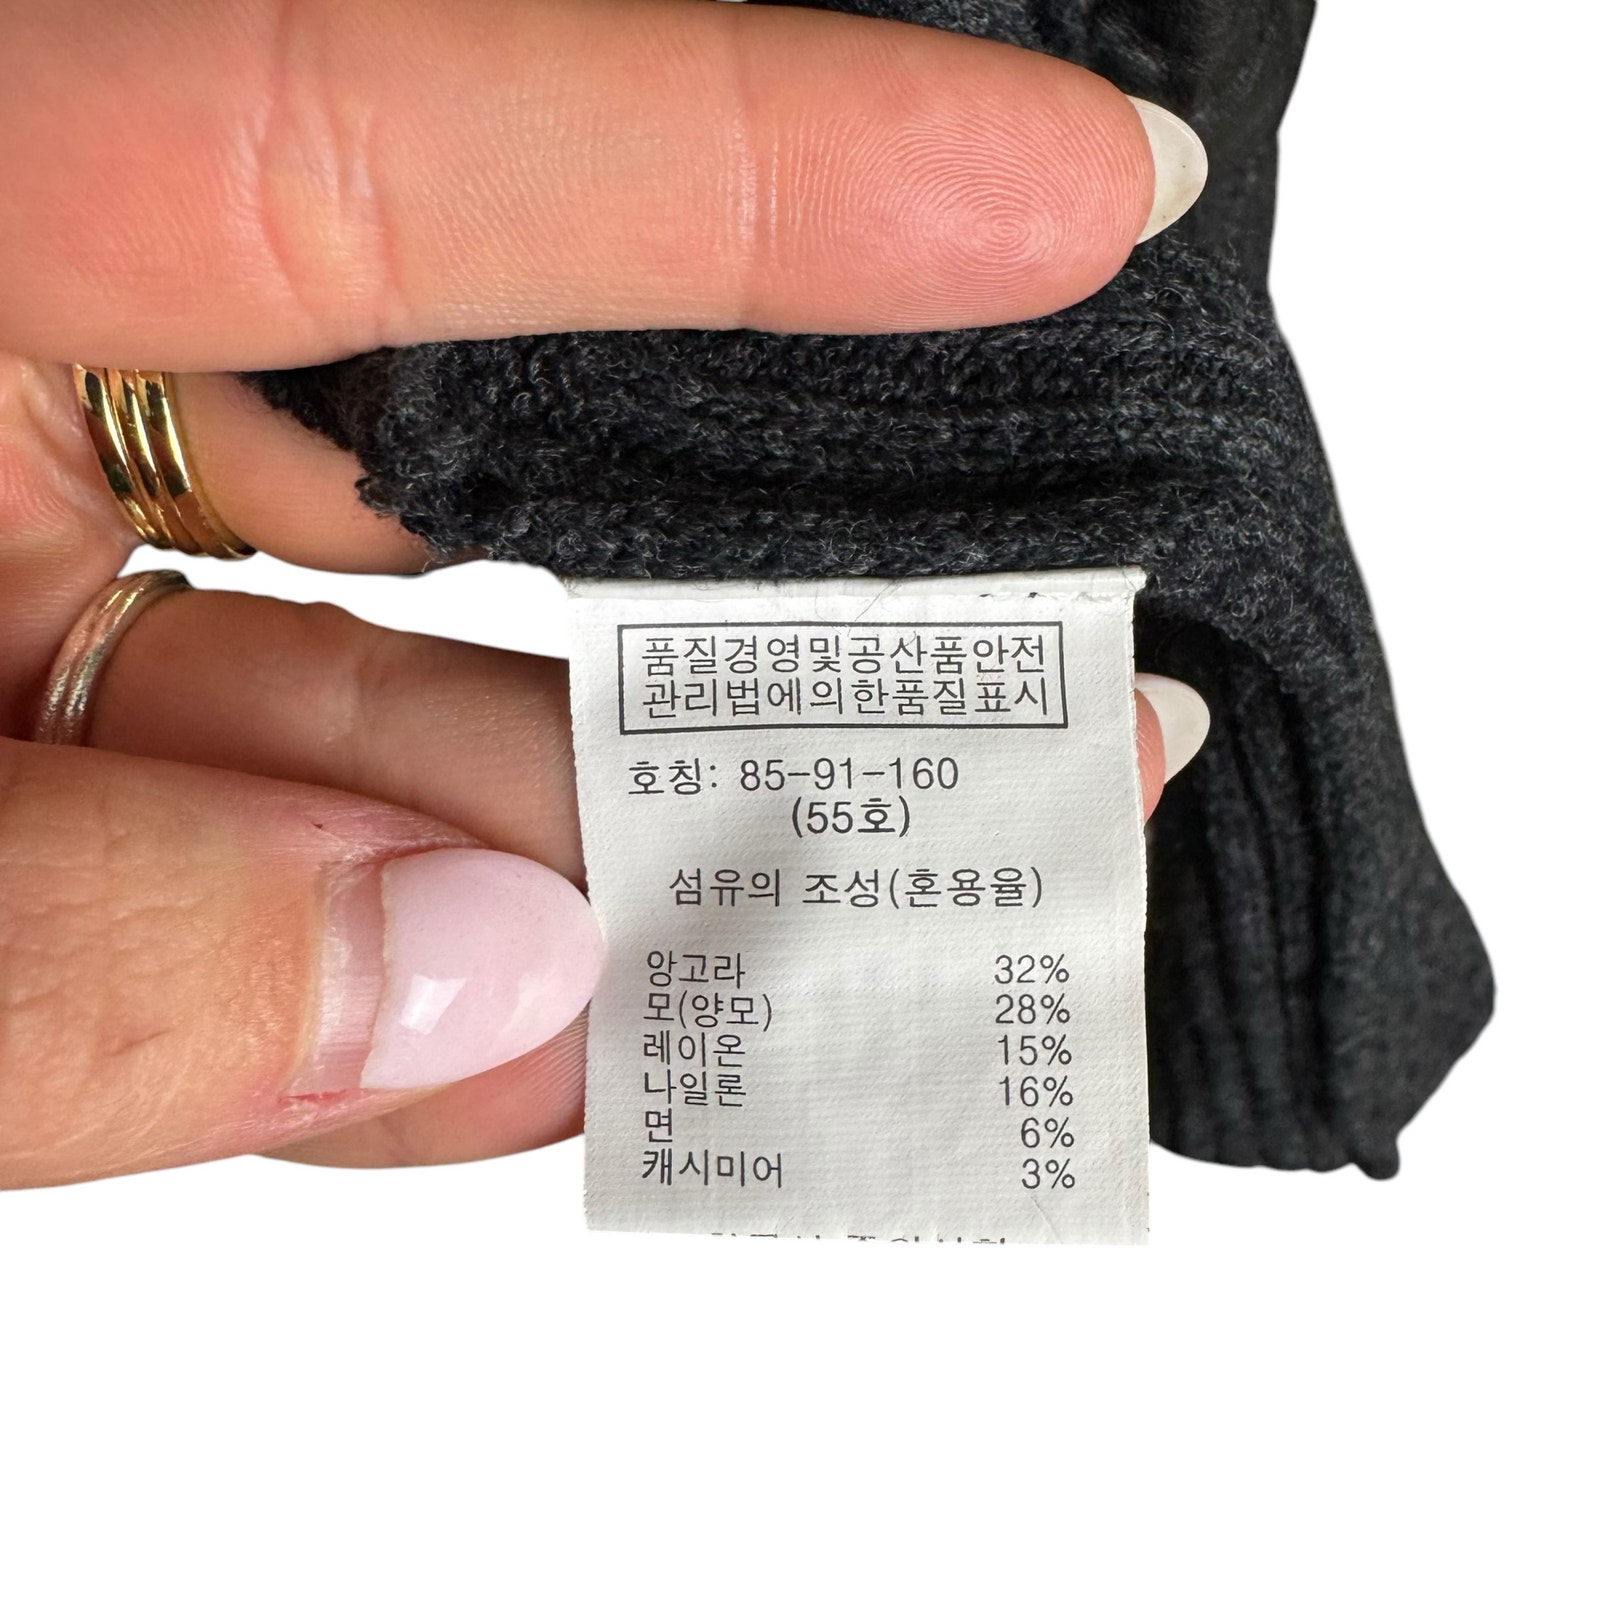 품질경영및공산품안전
관리법에의한품질표시
호칭: 85-91-160
(55호)
섬유의 조성(혼용율)
앙고라 32%
모(양모) 28%
레이온 15%
나일론 16%
면 6%
캐시미어 3%